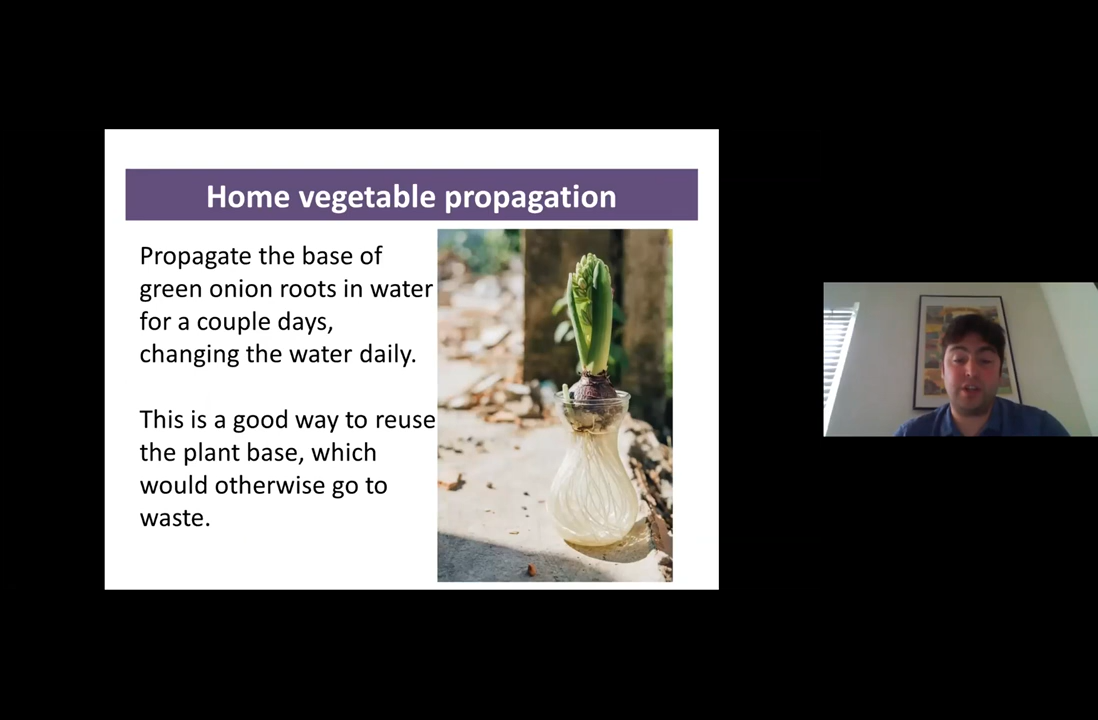 Home vegetable propagation
Propagate the base of
green onion roots in water
for a couple days,
changing the water daily.
This is a good way to reuse
the plant base, which
would otherwise go to
waste.